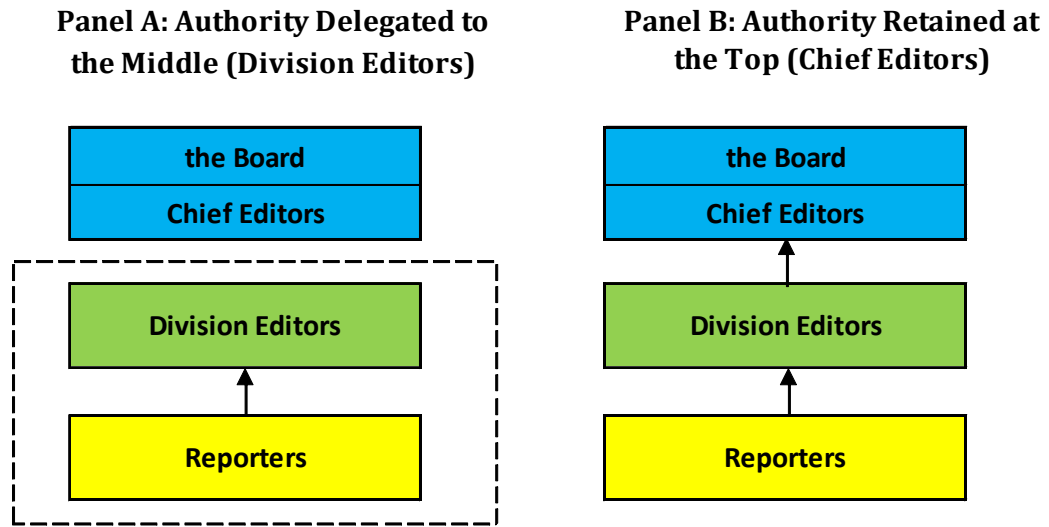 Panel A: Authority Delegated to
the Middle (Division Editors)
the Board
Chief Editors
Division Editors
Reporters
Panel B: Authority Retained at
the Top (Chief Editors)
the Board
Chief Editors
Division Editors
Reporters